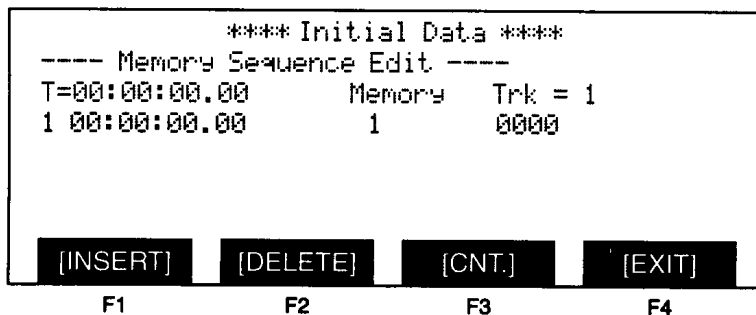 **** Initial Data ****
---- Memory Sequence Edit ----
T=00:00:00.00 Memory Trk = 1
1 00:00:00.00 1 0000
[INSERT] [DELETE] [CNT.] [EXIT]
F1 F2 F3 F4